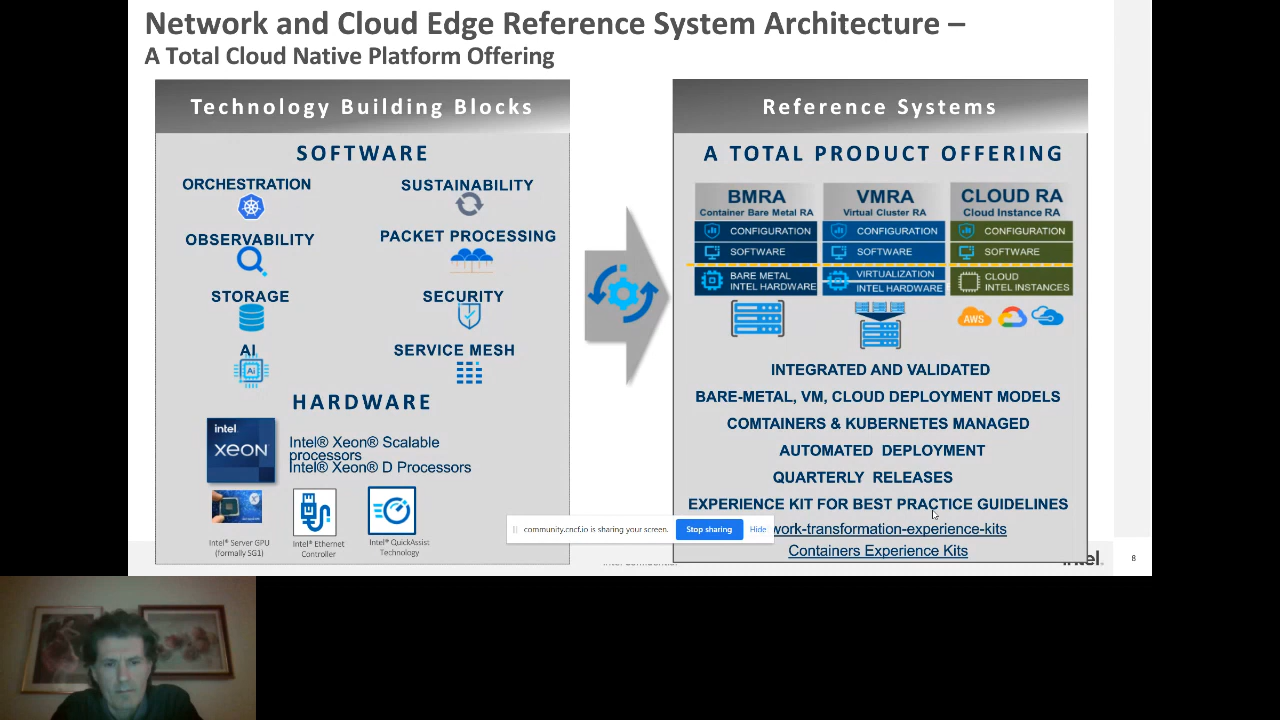 Network and Cloud Edge Reference System Architecture –
A Total Cloud Native Platform Offering
Technology Building Blocks
SOFTWARE
ORCHESTRATION
SUSTAINABILITY
OBSERVABILITY
PACKET PROCESSING
STORAGE
SECURITY
AI
Ai
SERVICE MESH
HARDWARE
intel.
xeon
Intel® Xeon® Scalable
processors
Intel® Xeon® D Processors
Intel® Server GPU
(formally SG1)
Intel® Ethernet
Controller
Intel® QuickAssist
Technology
Reference Systems
A TOTAL PRODUCT OFFERING
BMRA
Container Bare Metal RA
CONFIGURATION
SOFTWARE
BARE METAL
INTEL HARDWARE
VMRA
Virtual Cluster RA
CONFIGURATION
SOFTWARE
VIRTUALIZATION
INTEL HARDWARE
CLOUD RA
Cloud Instance RA
CONFIGURATION
SOFTWARE
CLOUD
INTEL INSTANCES
AWS
INTEGRATED AND VALIDATED
BARE-METAL, VM, CLOUD DEPLOYMENT MODELS
COMTAINERS & KUBERNETES MANAGED
AUTOMATED DEPLOYMENT
QUARTERLY RELEASES
EXPERIENCE KIT FOR BEST PRACTICE GUIDELINES
work-transformation-experience-kits
Containers Experience Kits
community.cncf.io is sharing your screen.
Stop sharing
Hide
intel.
8